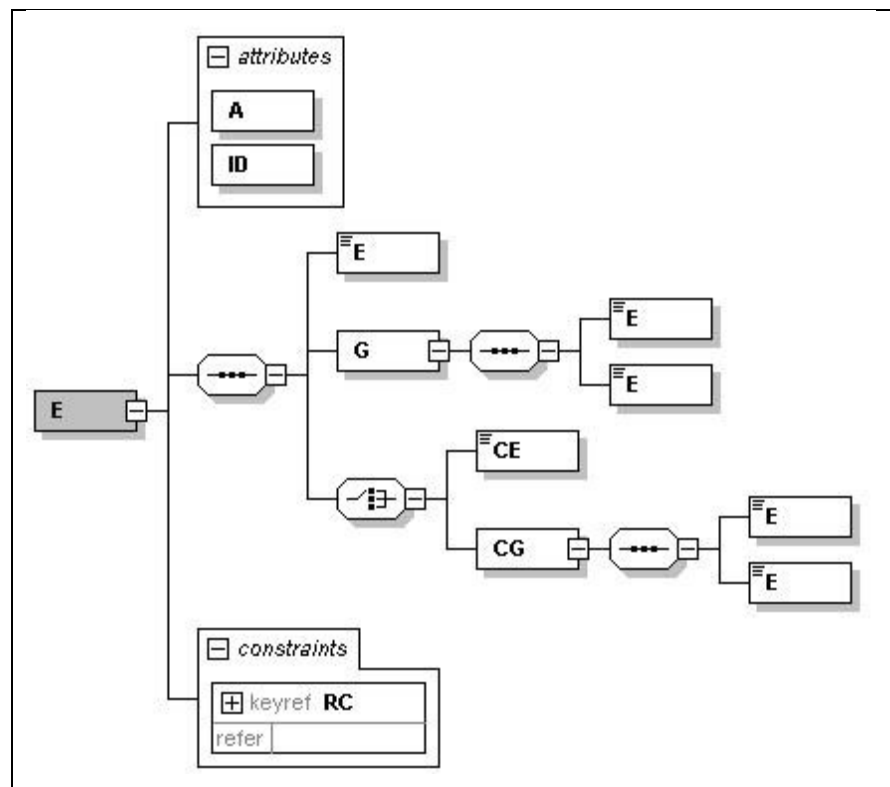 attributes
A
ID
E
G
E
E
E
CE
CG
E
E
constraints
keyref RC
refer